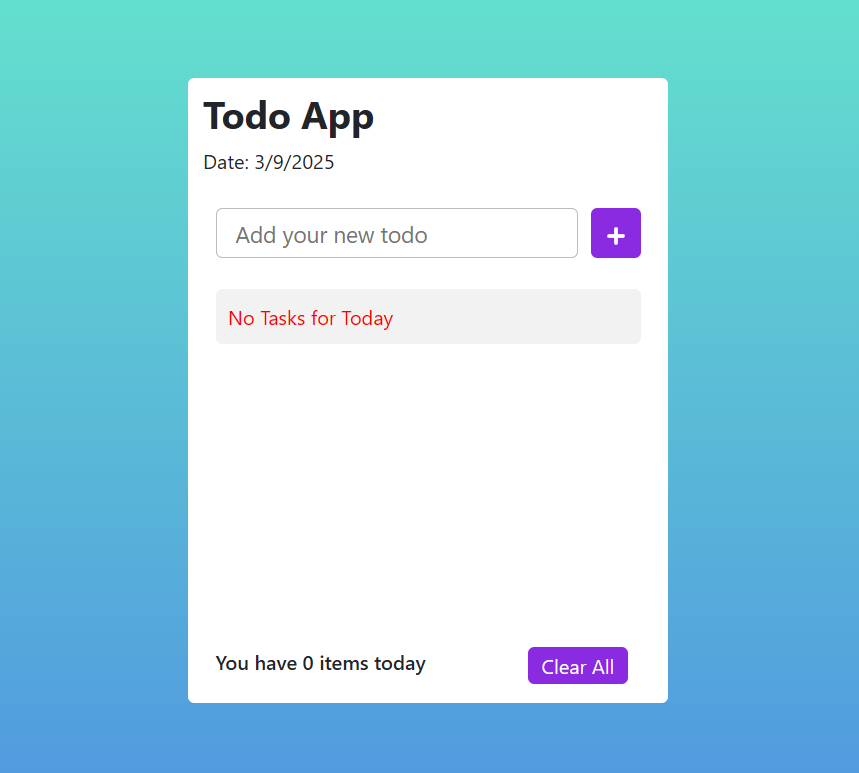 Todo App
Date: 3/9/2025
Add your new todo
+
No Tasks for Today
You have 0 items today
Clear All